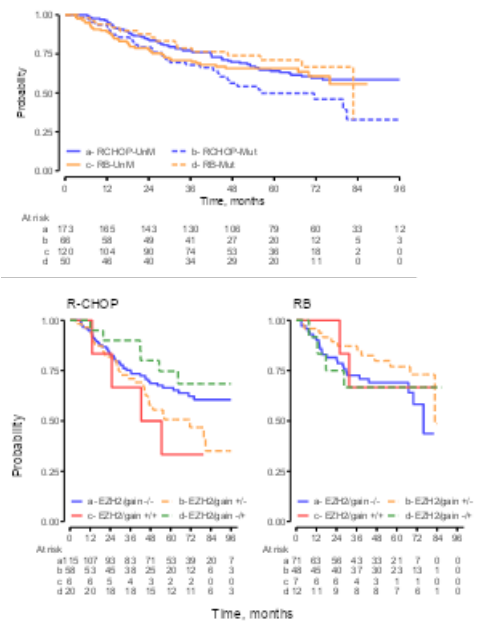 1.00
0.75
0.50
0.25
0.00
Probability
a- RCHOP-UnM b- RCHOP-Mut
c- RB-UnM d- RB-Mut
0 12 24 36 48 60 72 84 96
Time, months
At risk
a 173 165 143 130 106 79 60 33 12
b 66 58 49 41 27 20 12 5 3
c 120 104 90 74 53 36 18 2 0
d 50 46 40 34 29 20 11 0 0
R-CHOP
1.00
0.75
0.50
0.25
0.00
Probability
a- EZH2/gain -/- b- EZH2/gain +/-
c- EZH2/gain +/+ d- EZH2/gain -/+
0 12 24 36 48 60 72 84 96
At risk
a 115 107 93 83 71 53 39 20 7
b 58 53 45 38 25 20 12 6 3
c 6 6 5 4 3 2 2 0 0
d 20 20 18 18 15 12 11 6 3
RB
1.00
0.75
0.50
0.25
0.00
a- EZH2/gain -/- b- EZH2/gain +/-
c- EZH2/gain +/+ d- EZH2/gain -/+
0 12 24 36 48 60 72 84 96
At risk
a 71 63 56 43 33 21 7 0 0
b 48 45 40 37 30 23 13 1 0
c 7 6 6 4 3 1 1 0 0
d 12 11 9 8 8 7 6 1 0
Time, months